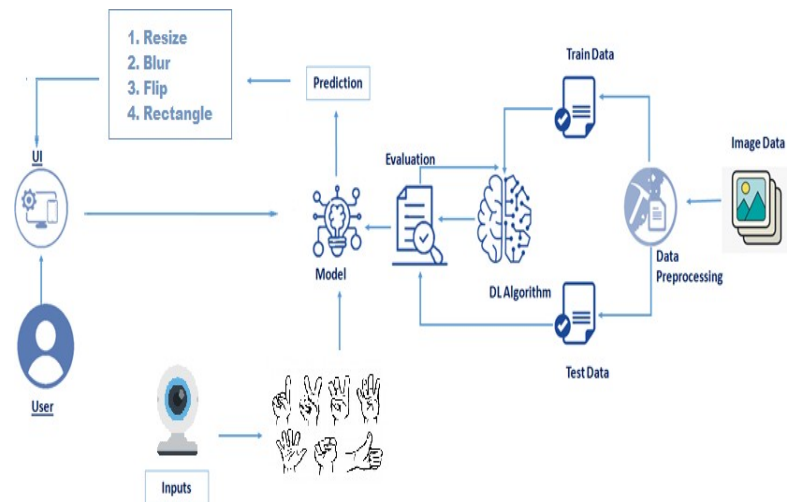 1. Resize
2. Blur
3. Flip
4. Rectangle
Prediction
Train Data
Image Data
UI
Evaluation
Model
DL Algorithm
Data
Preprocessing
User
Test Data
Inputs